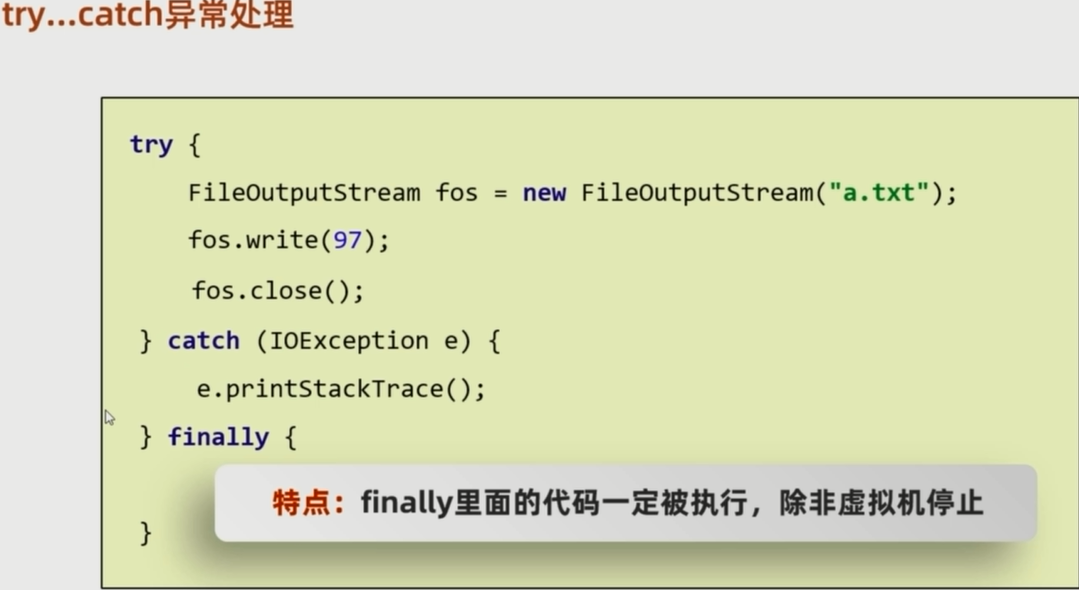 try...catch异常处理
try {
FileOutputStream fos = new FileOutputStream("a.txt");
fos.write(97);
fos.close();
} catch (IOException e) {
e.printStackTrace();
} finally {
特点：finally里面的代码一定被执行，除非虚拟机停止
}